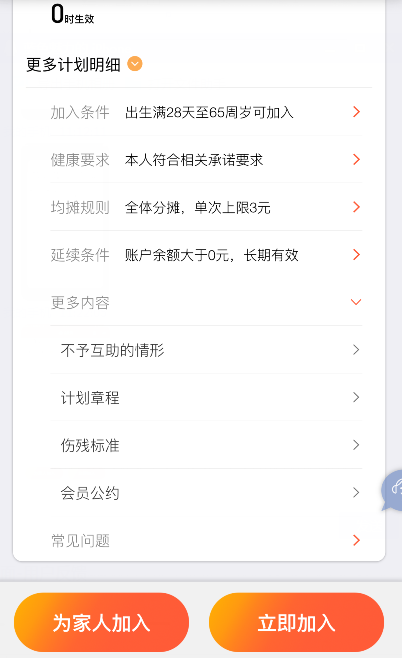 0时生效
更多计划明细
加入条件 出生满28天至65周岁可加入
健康要求 本人符合相关承诺要求
均摊规则 全体分摊，单次上限3元
延续条件 账户余额大于0元，长期有效
更多内容
不予互助的情形
计划章程
伤残标准
会员公约
常见问题
为家人加入 立即加入